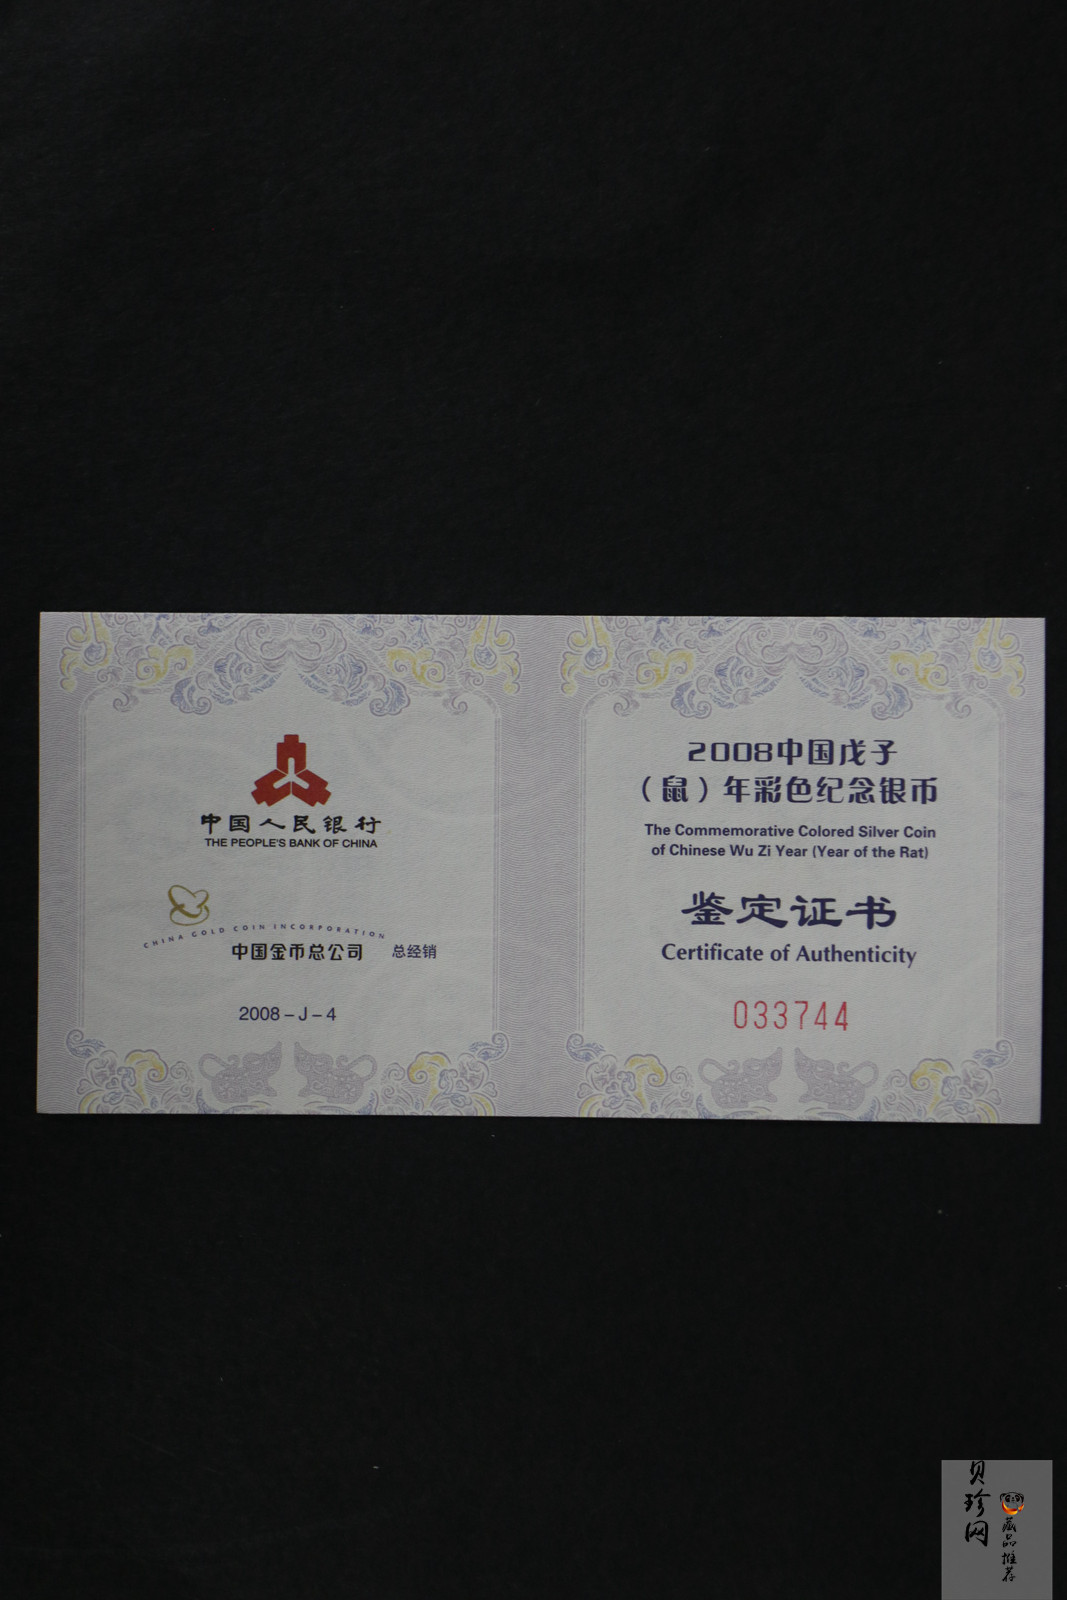 中国人民银行
THE PEOPLE'S BANK OF CHINA
CHINA GOLD COIN INCORPORATION
中国金币总公司 总经销
2008－J－4
2008中国戊子
（鼠）年彩色纪念银币
The Commemorative Colored Silver Coin
of Chinese Wu Zi Year (Year of the Rat)
鉴定证书
Certificate of Authenticity
033744
贝珍网
藏品推荐